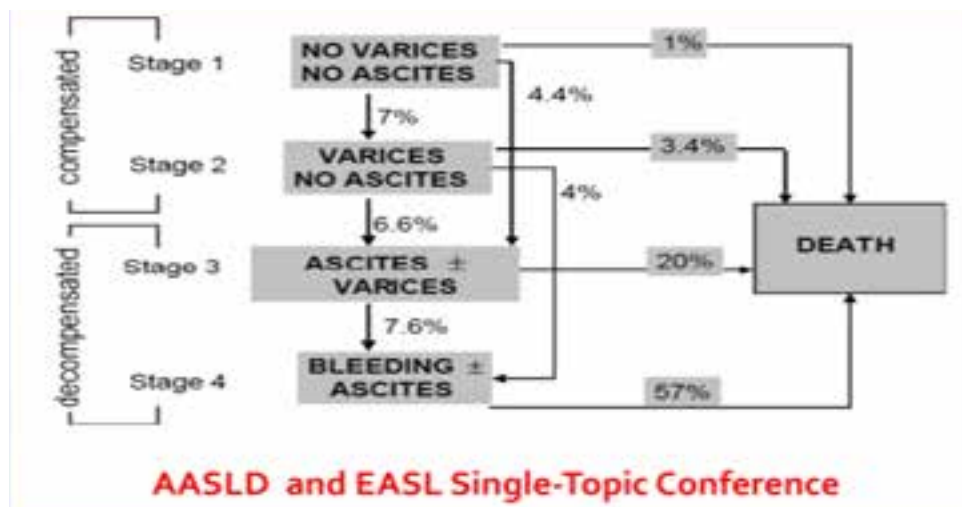 compensated
Stage 1
NO VARICES
NO ASCITES
1%
4.4%
7%
Stage 2
VARICES
NO ASCITES
3.4%
4%
6.6%
DEATH
decompensated
Stage 3
ASCITES ±
VARICES
20%
7.6%
Stage 4
BLEEDING ±
ASCITES
57%
AASLD and EASL Single-Topic Conference